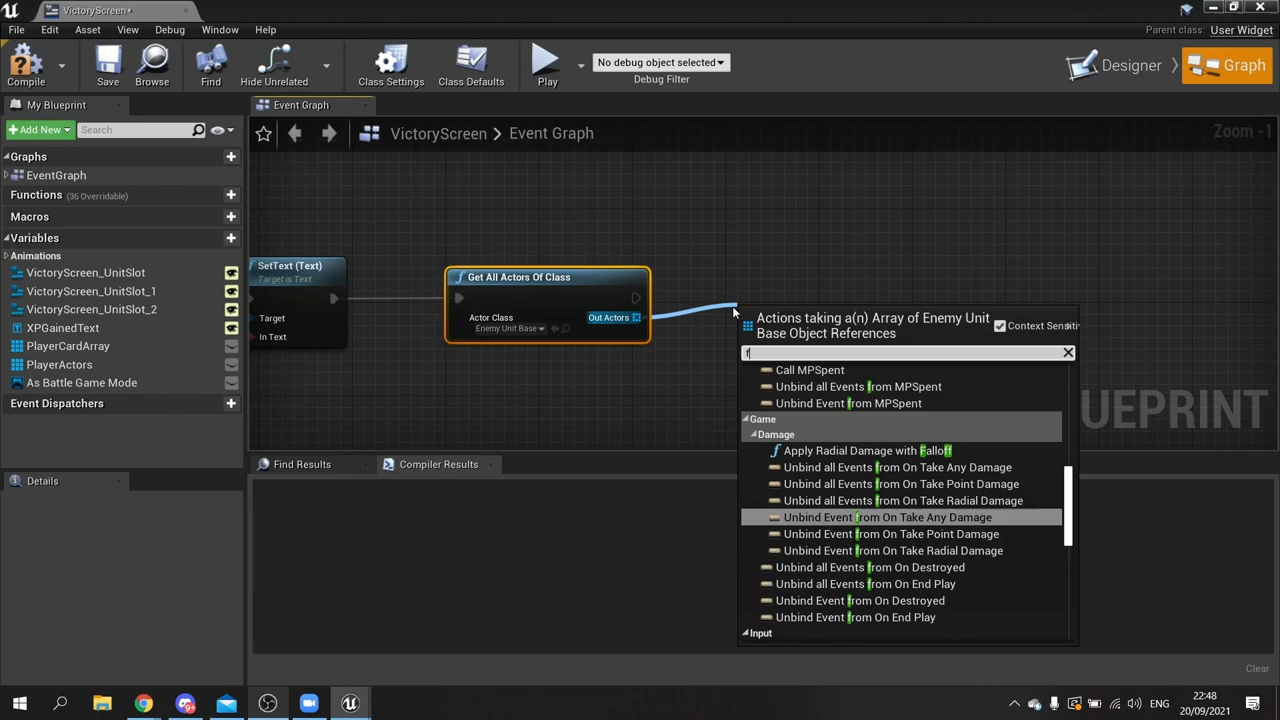 VictoryScreen*
File Edit Asset View Debug Window Help
Parent class: User Widget
Compile Save Browse Find Hide Unrelated Class Settings Class Defaults Play
No debug object selected
Debug Filter
Designer
Graph
My Blueprint
Event Graph
Add New
Search
VictoryScreen > Event Graph
Zoom -1
Graphs
EventGraph
Functions (36 Overridable)
Macros
Variables
Animations
VictoryScreen_UnitSlot
VictoryScreen_UnitSlot_1
VictoryScreen_UnitSlot_2
XPGainedText
PlayerCardArray
PlayerActors
As Battle Game Mode
Event Dispatchers
SetText (Text)
Target is Text
Target
In Text
Get All Actors Of Class
Actor Class
Enemy Unit Base
Out Actors
Actions taking a(n) Array of Enemy Unit
Base Object References
Context Sensiti
f
Call MPSpent
Unbind all Events from MPSpent
Unbind Event from MPSpent
Game
Damage
Apply Radial Damage with Falloff
Unbind all Events from On Take Any Damage
Unbind all Events from On Take Point Damage
Unbind all Events from On Take Radial Damage
Unbind Event from On Take Any Damage
Unbind Event from On Take Point Damage
Unbind Event from On Take Radial Damage
Unbind all Events from On Destroyed
Unbind all Events from On End Play
Unbind Event from On Destroyed
Unbind Event from On End Play
Input
UEPRINT
Find Results
Compiler Results
Details
Clear
ENG
22:48
20/09/2021